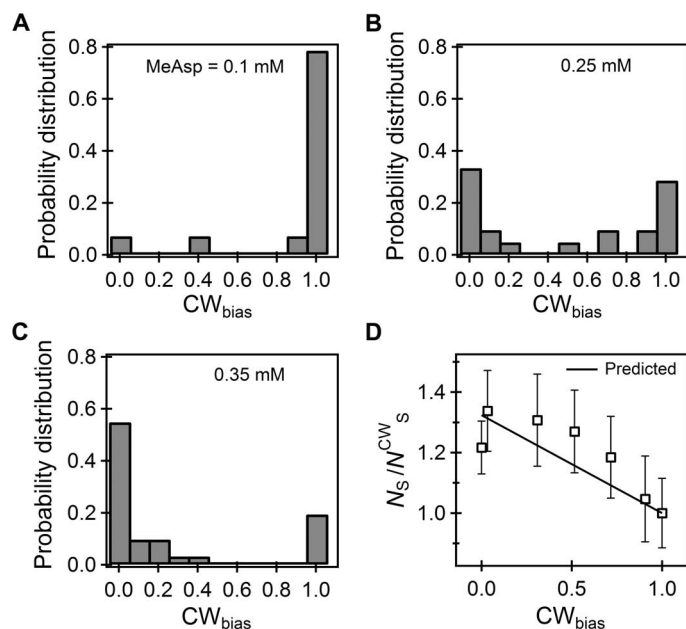 A
Probability distribution
0.8
0.6
0.4
0.2
0.0
MeAsp = 0.1 mM
0.0 0.2 0.4 0.6 0.8 1.0
CWbias
B
Probability distribution
0.8
0.6
0.4
0.2
0.0
0.25 mM
0.0 0.2 0.4 0.6 0.8 1.0
CWbias
C
Probability distribution
0.8
0.6
0.4
0.2
0.0
0.35 mM
0.0 0.2 0.4 0.6 0.8 1.0
CWbias
D
NS/NCWS
1.4
1.2
1.0
Predicted
0.0 0.5 1.0
CWbias